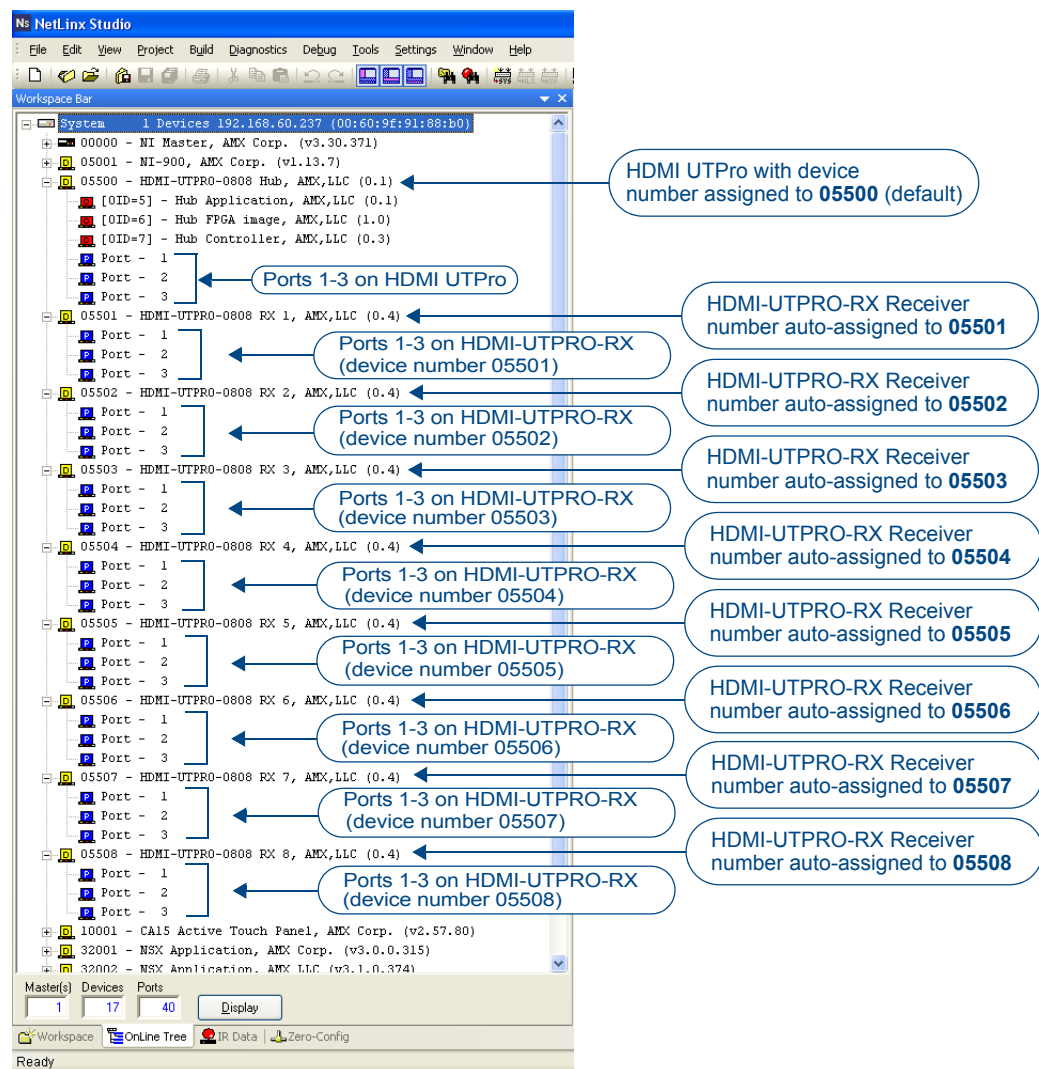 Ns NetLinx Studio
File Edit View Project Build Diagnostics Debug Tools Settings Window Help
Workspace Bar
System 1 Devices 192.168.60.237 (00:60:9f:91:88:b0)
00000 - NI Master, AMX Corp. (v3.30.371)
05001 - NI-900, AMX Corp. (v1.13.7)
05500 - HDMI-UTPRO-0808 Hub, AMX,LLC (0.1)
HDMI UTPro with device
number assigned to 05500 (default)
[OID=5] - Hub Application, AMX,LLC (0.1)
[OID=6] - Hub FPGA image, AMX,LLC (1.0)
[OID=7] - Hub Controller, AMX,LLC (0.3)
Port - 1
Port - 2
Port - 3
Ports 1-3 on HDMI UTPro
05501 - HDMI-UTPRO-0808 RX 1, AMX,LLC (0.4)
HDMI-UTPRO-RX Receiver
number auto-assigned to 05501
Port - 1
Port - 2
Port - 3
Ports 1-3 on HDMI-UTPRO-RX
(device number 05501)
05502 - HDMI-UTPRO-0808 RX 2, AMX,LLC (0.4)
HDMI-UTPRO-RX Receiver
number auto-assigned to 05502
Port - 1
Port - 2
Port - 3
Ports 1-3 on HDMI-UTPRO-RX
(device number 05502)
05503 - HDMI-UTPRO-0808 RX 3, AMX,LLC (0.4)
HDMI-UTPRO-RX Receiver
number auto-assigned to 05503
Port - 1
Port - 2
Port - 3
Ports 1-3 on HDMI-UTPRO-RX
(device number 05503)
05504 - HDMI-UTPRO-0808 RX 4, AMX,LLC (0.4)
HDMI-UTPRO-RX Receiver
number auto-assigned to 05504
Port - 1
Port - 2
Port - 3
Ports 1-3 on HDMI-UTPRO-RX
(device number 05504)
05505 - HDMI-UTPRO-0808 RX 5, AMX,LLC (0.4)
HDMI-UTPRO-RX Receiver
number auto-assigned to 05505
Port - 1
Port - 2
Port - 3
Ports 1-3 on HDMI-UTPRO-RX
(device number 05505)
05506 - HDMI-UTPRO-0808 RX 6, AMX,LLC (0.4)
HDMI-UTPRO-RX Receiver
number auto-assigned to 05506
Port - 1
Port - 2
Port - 3
Ports 1-3 on HDMI-UTPRO-RX
(device number 05506)
05507 - HDMI-UTPRO-0808 RX 7, AMX,LLC (0.4)
HDMI-UTPRO-RX Receiver
number auto-assigned to 05507
Port - 1
Port - 2
Port - 3
Ports 1-3 on HDMI-UTPRO-RX
(device number 05507)
05508 - HDMI-UTPRO-0808 RX 8, AMX,LLC (0.4)
HDMI-UTPRO-RX Receiver
number auto-assigned to 05508
Port - 1
Port - 2
Port - 3
Ports 1-3 on HDMI-UTPRO-RX
(device number 05508)
10001 - CA15 Active Touch Panel, AMX Corp. (v2.57.80)
32001 - NSX Application, AMX Corp. (v3.0.0.315)
32002 - NSX Application, AMX LLC (v3.1.0.374)
Master(s) Devices Ports
1 17 40 Display
Workspace OnLine Tree IR Data Zero-Config
Ready